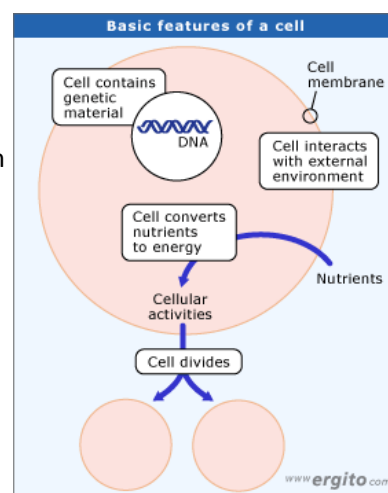 Basic features of a cell
Cell contains
genetic
material
DNA
Cell
membrane
Cell interacts
with external
environment
Cell converts
nutrients
to energy
Nutrients
Cellular
activities
Cell divides
www.ergito.com
n